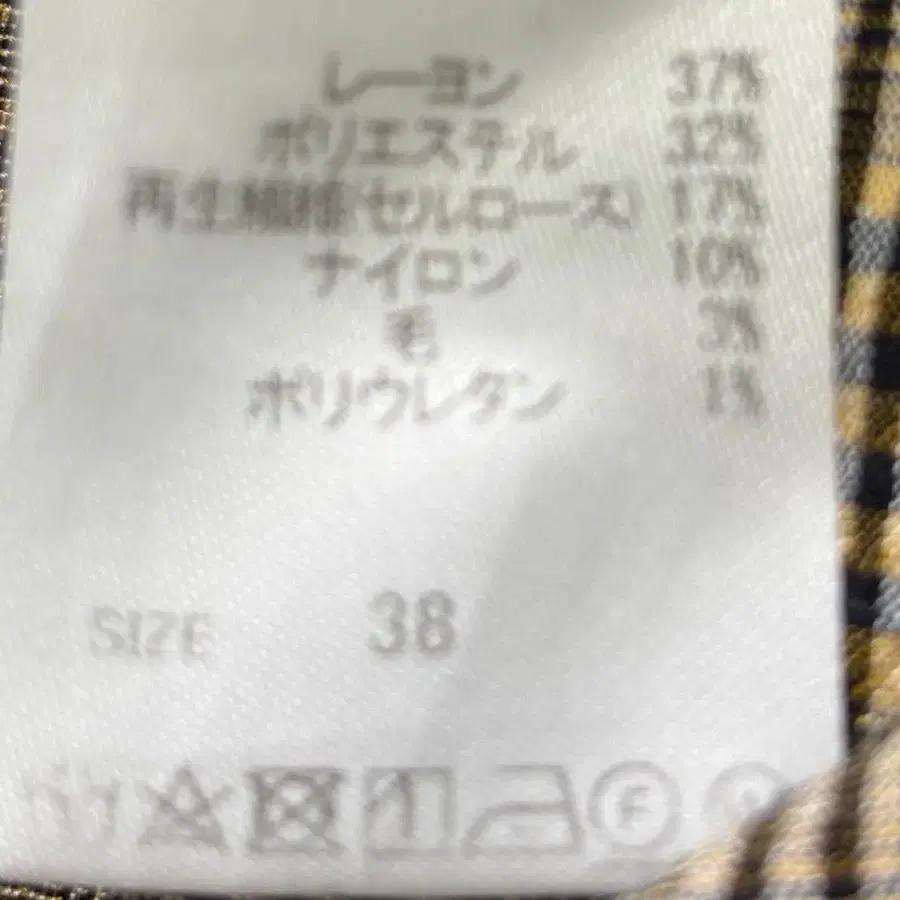 レーヨン 37%
ポリエステル 32%
再生繊維(セルロース) 17%
ナイロン 10%
毛 3%
ポリウレタン 1%
SIZE 38
F